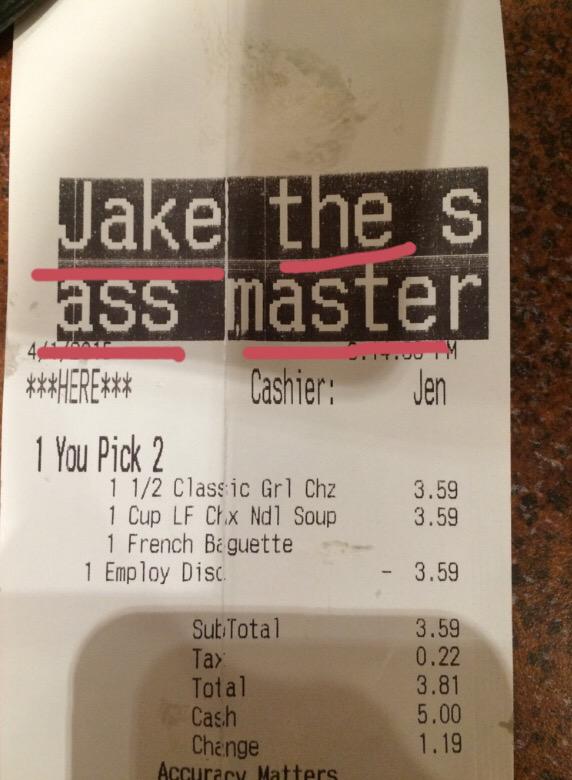 Jake the s
ass master
***HERE*** Cashier: Jen
1 You Pick 2
1 1/2 Classic Grl Chz 3.59
1 Cup LF Chx Ndl Soup 3.59
1 French Baguette
1 Employ Disc - 3.59
SubTotal 3.59
Tax 0.22
Total 3.81
Cash 5.00
Change 1.19
Accuracy Matters